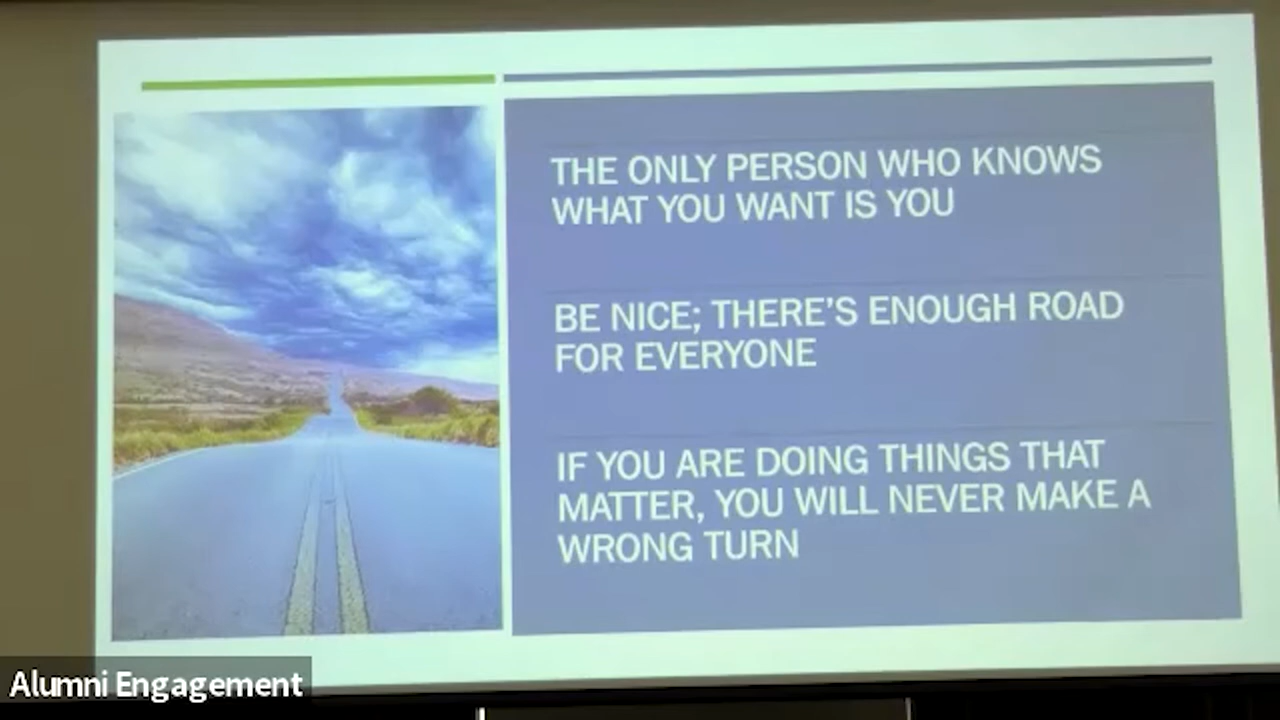 THE ONLY PERSON WHO KNOWS
WHAT YOU WANT IS YOU
BE NICE; THERE'S ENOUGH ROAD
FOR EVERYONE
IF YOU ARE DOING THINGS THAT
MATTER, YOU WILL NEVER MAKE A
WRONG TURN
Alumni Engagement